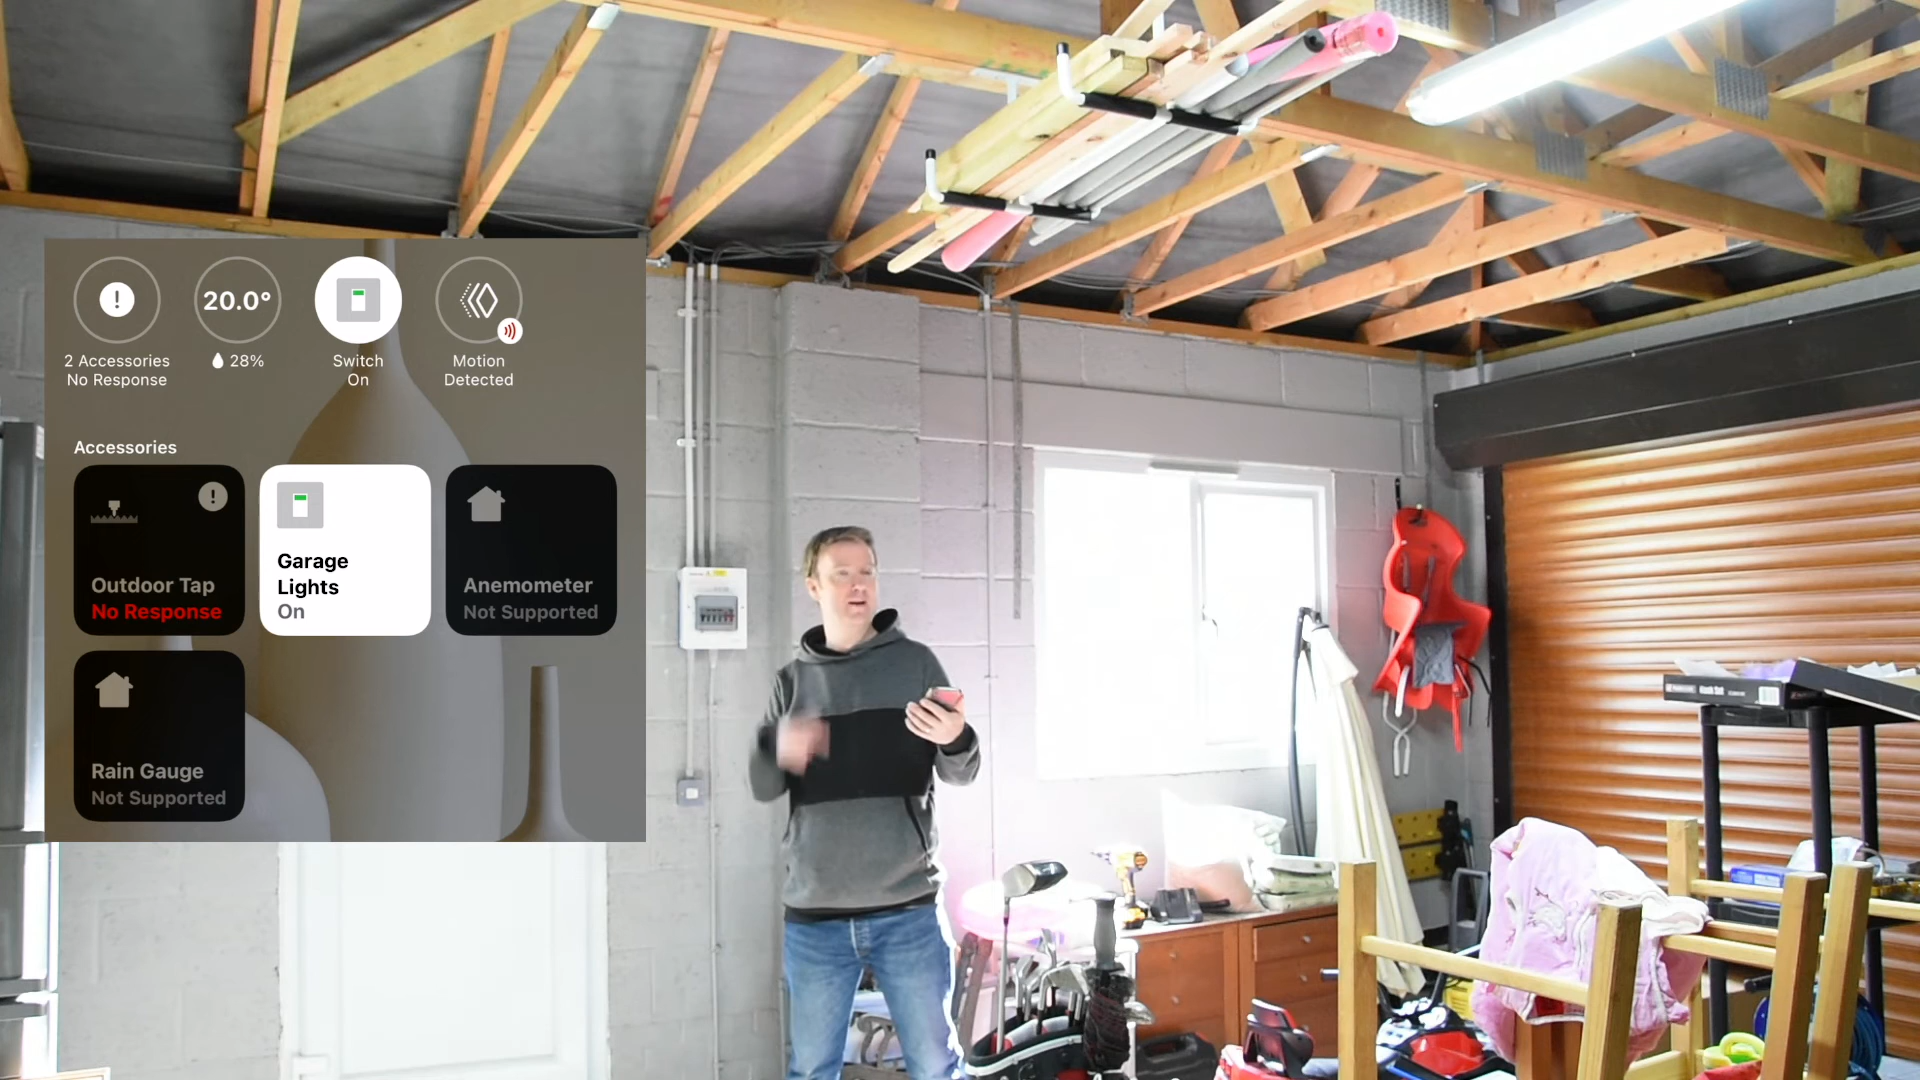 !
20.0°
2 Accessories
No Response
28%
Switch
On
Motion
Detected
Accessories
!
Outdoor Tap
No Response
Garage
Lights
On
Anemometer
Not Supported
Rain Gauge
Not Supported